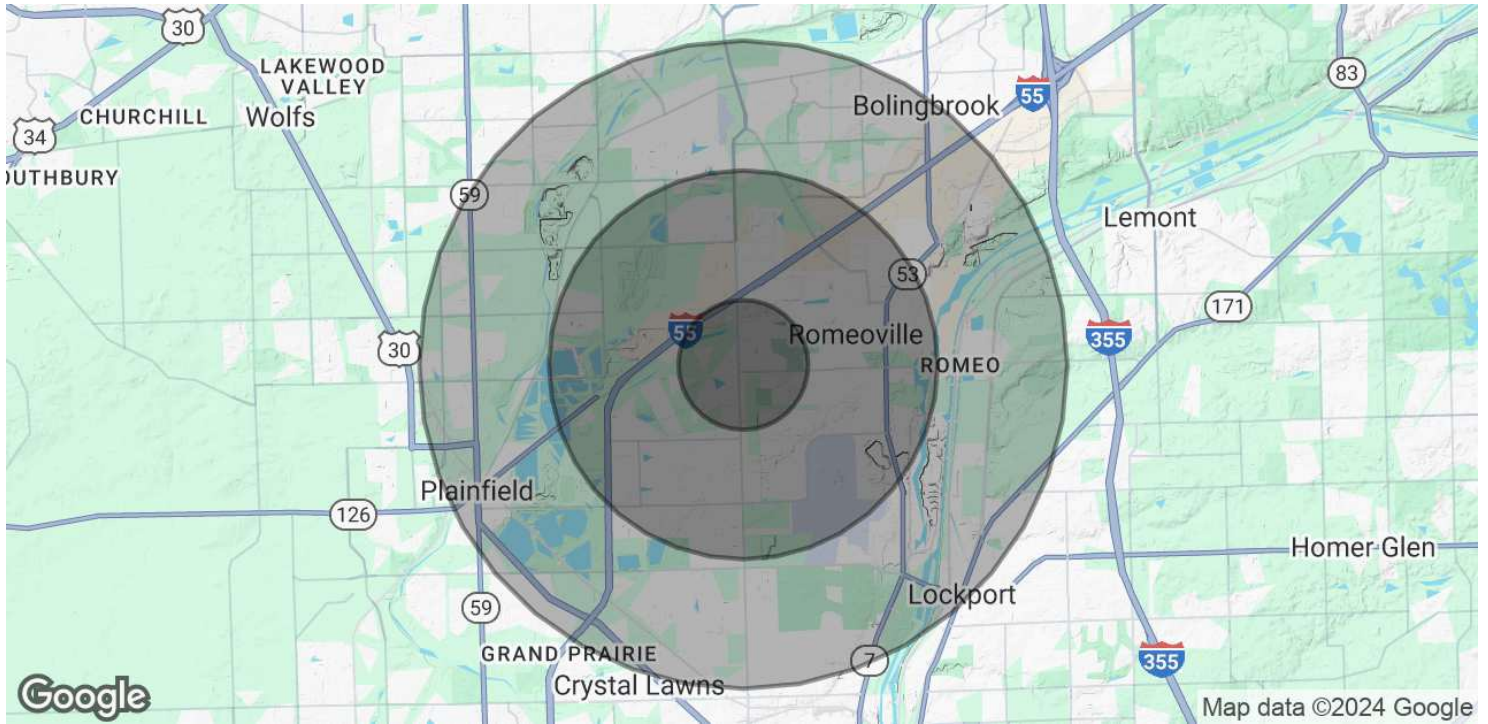 30
LAKEWOOD
VALLEY
83
55
Bolingbrook
CHURCHILL
Wolfs
34
OUTHBURY
59
Lemont
53
171
55
Romeoville
355
30
ROMEO
Plainfield
126
Homer Glen
59
Lockport
GRAND PRAIRIE
7
355
Crystal Lawns
Google
Map data ©2024 Google